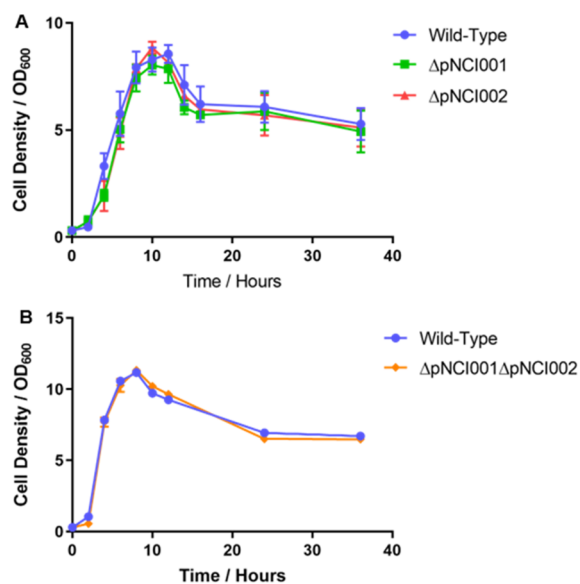 A
10
5
0
0
10
20
30
40
Cell Density / OD600
Time / Hours
Wild-Type
ΔpNCI001
ΔpNCI002
B
15
10
5
0
0
10
20
30
40
Cell Density / OD600
Time / Hours
Wild-Type
ΔpNCI001ΔpNCI002